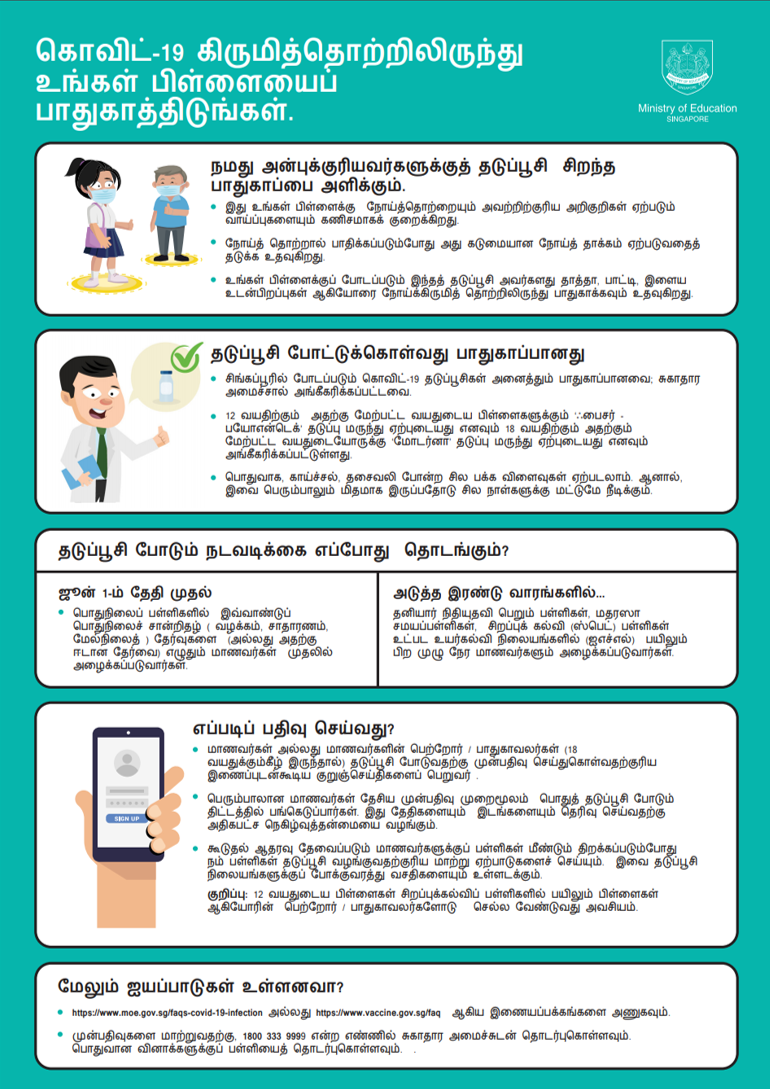 கொவிட்-19 கிருமித்தொற்றிலிருந்து
உங்கள் பிள்ளையைப்
பாதுகாத்திடுங்கள்.
Ministry of Education
SINGAPORE
நமது அன்புக்குரியவர்களுக்குத் தடுப்பூசி சிறந்த
பாதுகாப்பை அளிக்கும்.
• இது உங்கள் பிள்ளைக்கு நோய்த்தொற்றையும் அவற்றிற்குரிய அறிகுறிகள் ஏற்படும்
வாய்ப்புகளையும் கணிசமாகக் குறைக்கிறது.
• நோய்த் தொற்றால் பாதிக்கப்படும்போது அது கடுமையான நோய்த் தாக்கம் ஏற்படுவதைத்
தடுக்க உதவுகிறது.
• உங்கள் பிள்ளைக்குப் போடப்படும் இந்தத் தடுப்பூசி அவர்களது தாத்தா, பாட்டி, இளைய
உடன்பிறப்புகள் ஆகியோரை நோய்க்கிருமித் தொற்றிலிருந்து பாதுகாக்கவும் உதவுகிறது.
தடுப்பூசி போட்டுக்கொள்வது பாதுகாப்பானது
• சிங்கப்பூரில் போடப்படும் கொவிட்-19 தடுப்பூசிகள் அனைத்தும் பாதுகாப்பானவை; சுகாதார
அமைச்சால் அங்கீகரிக்கப்பட்டவை.
• 12 வயதிற்கும் அதற்கு மேற்பட்ட வயதுடைய பிள்ளைகளுக்கும் 'ஃபைசர் -
பயோஎன்டெக்' தடுப்பு மருந்து ஏற்புடையது எனவும் 18 வயதிற்கும் அதற்கும்
மேற்பட்ட வயதுடையோருக்கு 'மோடர்னா' தடுப்பு மருந்து ஏற்புடையது எனவும்
அங்கீகரிக்கப்பட்டுள்ளது.
• பொதுவாக, காய்ச்சல், தசைவலி போன்ற சில பக்க விளைவுகள் ஏற்படலாம். ஆனால்,
இவை பெரும்பாலும் மிதமாக இருப்பதோடு சில நாள்களுக்கு மட்டுமே நீடிக்கும்.
தடுப்பூசி போடும் நடவடிக்கை எப்போது தொடங்கும்?
ஜூன் 1-ம் தேதி முதல்
• பொதுநிலைப் பள்ளிகளில் இவ்வாண்டுப்
பொதுநிலைச் சான்றிதழ் ( வழக்கம், சாதாரணம்,
மேல்நிலைத் ) தேர்வுகளை (அல்லது அதற்கு
ஈடான தேர்வை) எழுதும் மாணவர்கள் முதலில்
அழைக்கப்படுவார்கள்.
அடுத்த இரண்டு வாரங்களில்...
தனியார் நிதியுதவி பெறும் பள்ளிகள், மதரஸா
சமயப்பள்ளிகள், சிறப்புக் கல்வி (ஸ்பெட்) பள்ளிகள்
உட்பட உயர்கல்வி நிலையங்களில் (ஐஎச்எல்) பயிலும்
பிற முழு நேர மாணவர்களும் அழைக்கப்படுவார்கள்.
எப்படிப் பதிவு செய்வது?
• மாணவர்கள் அல்லது மாணவர்களின் பெற்றோர் / பாதுகாவலர்கள் (18
வயதுக்கும்கீழ் இருந்தால்) தடுப்பூசி போடுவதற்கு முன்பதிவு செய்துகொள்வதற்குரிய
இணைப்புடன்கூடிய குறுஞ்செய்திகளைப் பெறுவர் .
• பெரும்பாலான மாணவர்கள் தேசிய முன்பதிவு முறைமூலம் பொதுத் தடுப்பூசி போடும்
திட்டத்தில் பங்கெடுப்பார்கள். இது தேதிகளையும் இடங்களையும் தெரிவு செய்வதற்கு
அதிகபட்ச நெகிழ்வுத்தன்மையை வழங்கும்.
SIGN UP
• கூடுதல் ஆதரவு தேவைப்படும் மாணவர்களுக்குப் பள்ளிகள் மீண்டும் திறக்கப்படும்போது
நம் பள்ளிகள் தடுப்பூசி வழங்குவதற்குரிய மாற்று ஏற்பாடுகளைச் செய்யும். இவை தடுப்பூசி
நிலையங்களுக்குப் போக்குவரத்து வசதிகளையும் உள்ளடக்கும்.
குறிப்பு: 12 வயதுடைய பிள்ளைகள் சிறப்புக்கல்விப் பள்ளிகளில் பயிலும் பிள்ளைகள்
ஆகியோரின் பெற்றோர் / பாதுகாவலர்களோடு செல்ல வேண்டுவது அவசியம்.
மேலும் ஐயப்பாடுகள் உள்ளனவா?
• https://www.moe.gov.sg/faqs-covid-19-infection அல்லது https://www.vaccine.gov.sg/faq ஆகிய இணையப்பக்கங்களை அணுகவும்.
• முன்பதிவுகளை மாற்றுவதற்கு, 1800 333 9999 என்ற எண்ணில் சுகாதார அமைச்சுடன் தொடர்புகொள்ளவும்.
பொதுவான வினாக்களுக்குப் பள்ளியைத் தொடர்புகொள்ளவும். .